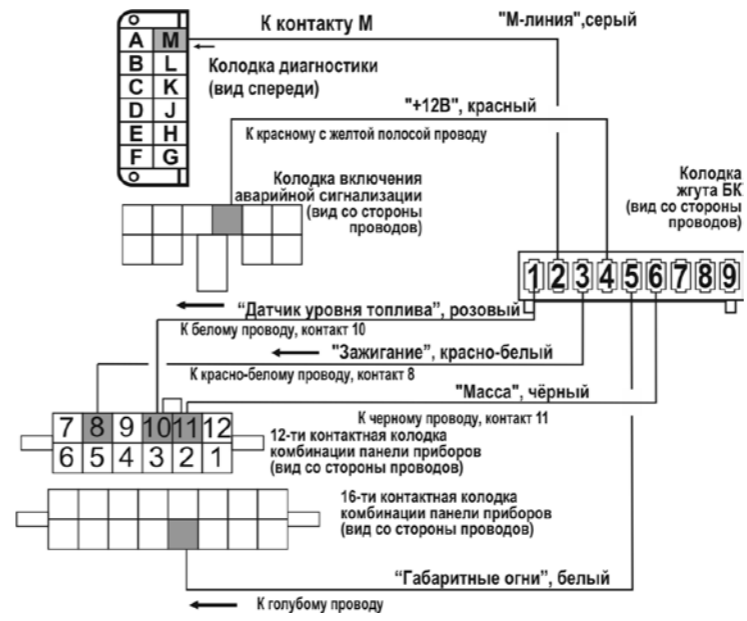 К контакту М
"М-линия",серый
A M
B L
C K
D J
E H
F G
Колодка диагностики
(вид спереди)
"+12В", красный
К красному с желтой полосой проводу
Колодка включения
аварийной сигнализации
(вид со стороны
проводов)
Колодка
жгута БК
(вид со стороны
проводов)
1 2 3 4 5 6 7 8 9
“Датчик уровня топлива”, розовый
К белому проводу, контакт 10
"Зажигание”, красно-белый
К красно-белому проводу, контакт 8
"Масса", чёрный
К черному проводу, контакт 11
7 8 9 10 11 12
6 5 4 3 2 1
12-ти контактная колодка
комбинации панели приборов
(вид со стороны проводов)
16-ти контактная колодка
комбинации панели приборов
(вид со стороны проводов)
“Габаритные огни”, белый
К голубому проводу